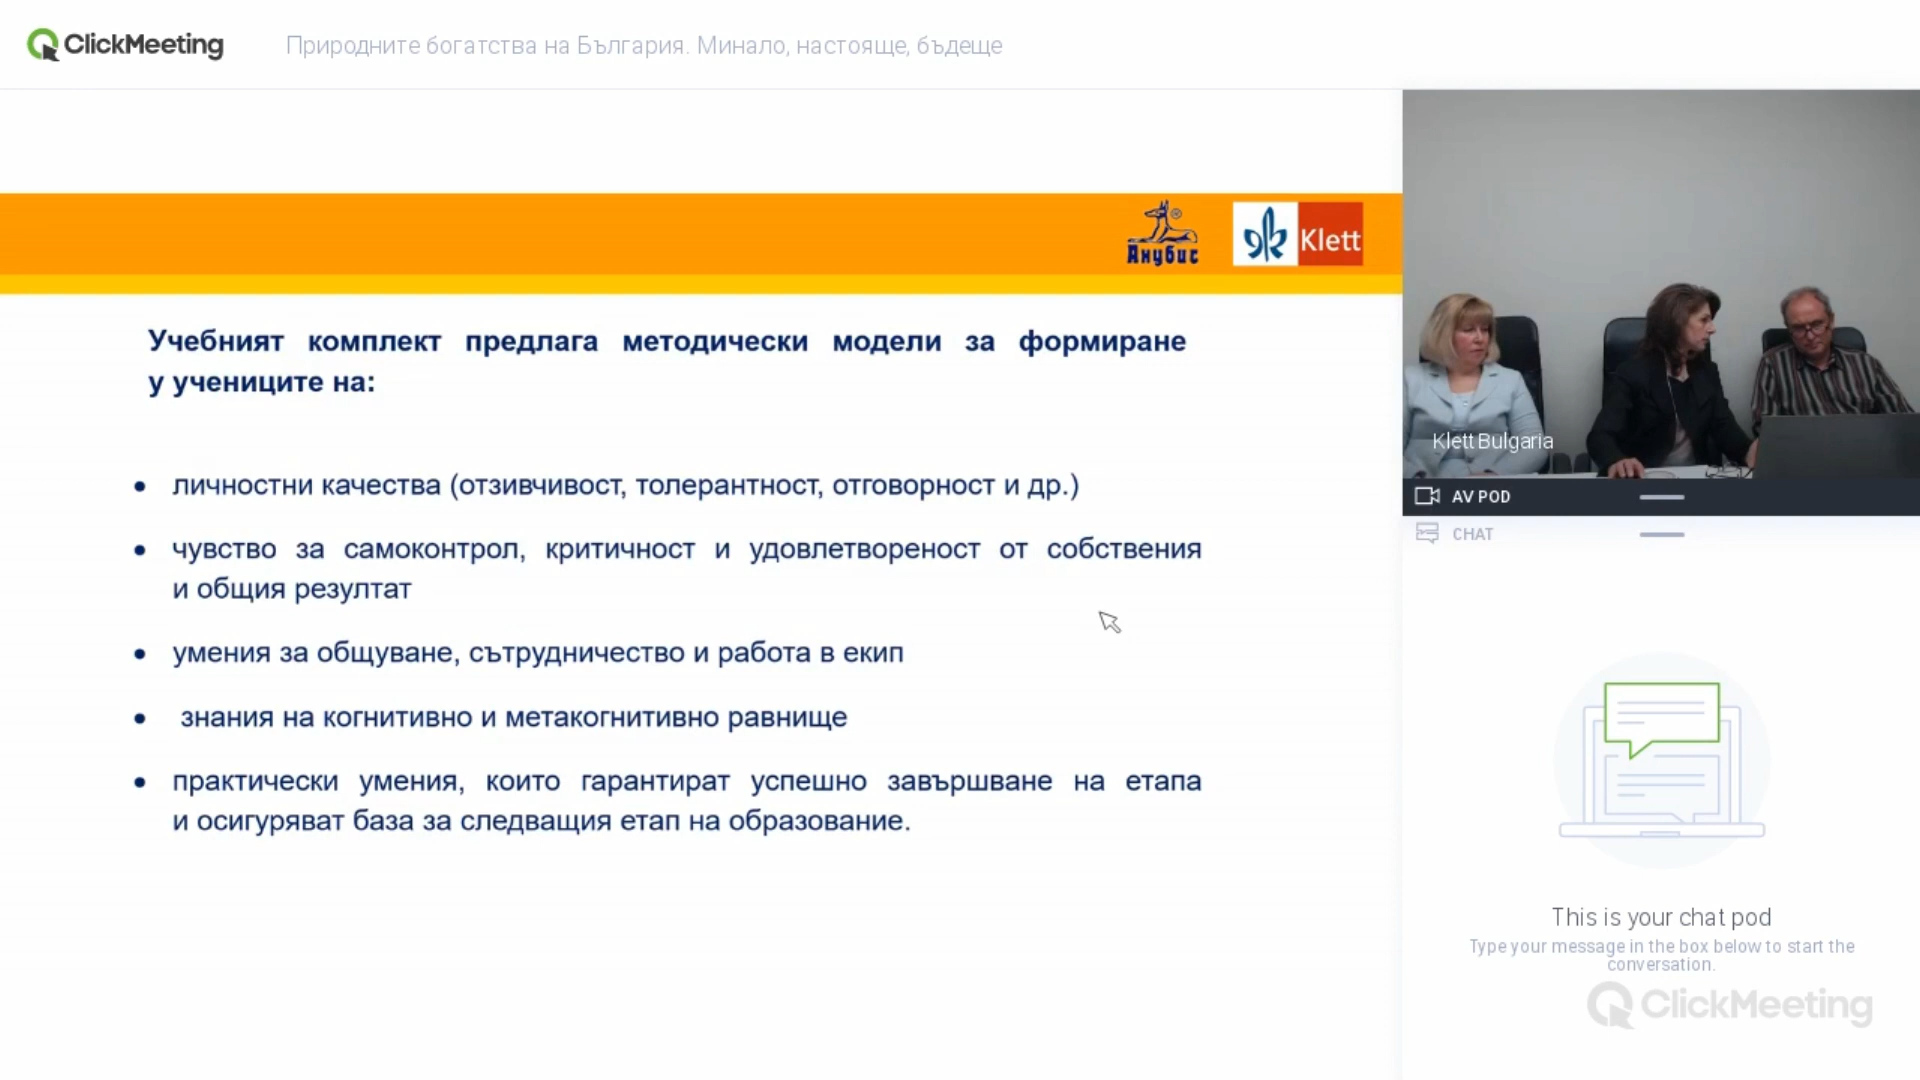 ClickMeeting
Природните богатства на България. Минало, настояще, бъдеще
Анубис
®
Klett
Учебният комплект предлага методически модели за формиране
у учениците на:
• личностни качества (отзивчивост, толерантност, отговорност и др.)
• чувство за самоконтрол, критичност и удовлетвореност от собствения
и общия резултат
• умения за общуване, сътрудничество и работа в екип
• знания на когнитивно и метакогнитивно равнище
• практически умения, които гарантират успешно завършване на етапа
и осигуряват база за следващия етап на образование.
Klett Bulgaria
AV POD
CHAT
This is your chat pod
Type your message in the box below to start the
conversation.
ClickMeeting